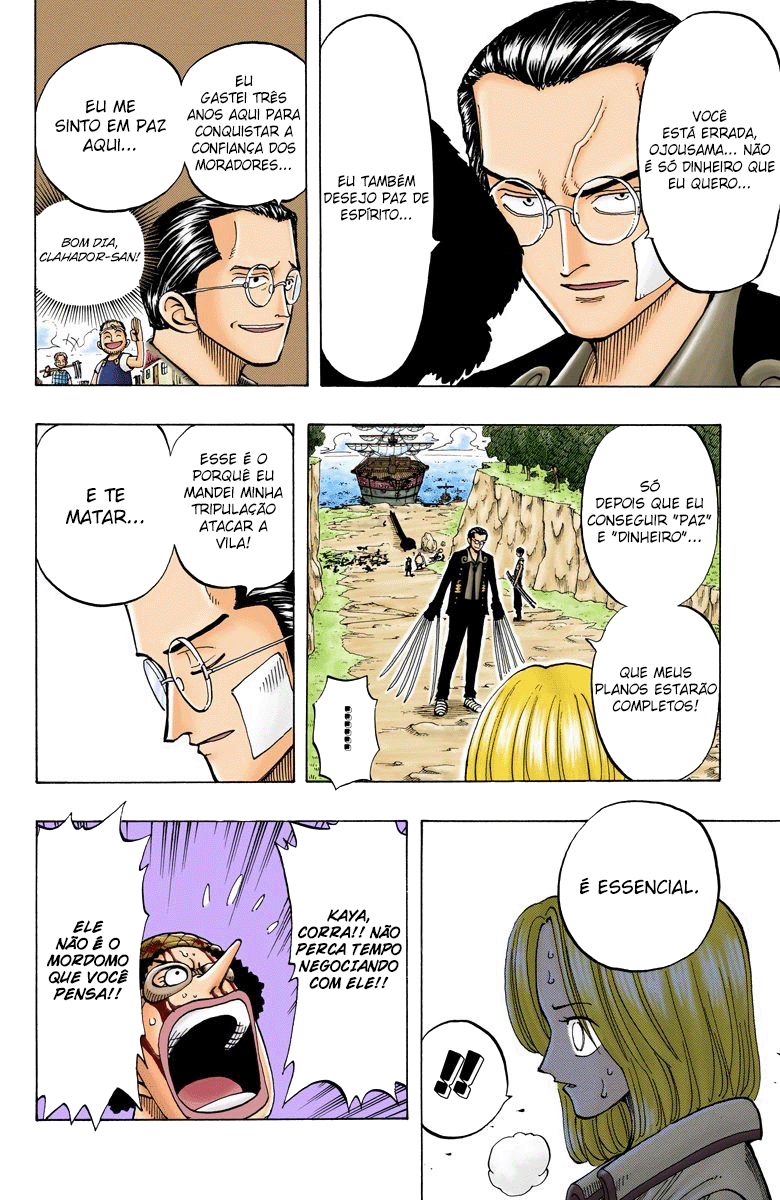 VOCÊ
ESTÁ ERRADA,
OJOUSAMA... NÃO
É SÓ DINHEIRO QUE
EU QUERO...
EU TAMBÉM
DESEJO PAZ DE
ESPÍRITO...
EU
GASTEI TRÊS
ANOS AQUI PARA
CONQUISTAR A
CONFIANÇA DOS
MORADORES...
EU ME
SINTO EM PAZ
AQUI...
BOM DIA,
CLAHADOR-SAN!
SÓ
DEPOIS QUE EU
CONSEGUIR "PAZ"
E "DINHEIRO"...
QUE MEUS
PLANOS ESTARÃO
COMPLETOS!
ESSE É O
PORQUÊ EU
MANDEI MINHA
TRIPULAÇÃO
ATACAR A
VILA!
E TE
MATAR...
É ESSENCIAL.
!!
KAYA,
CORRA!! NÃO
PERCA TEMPO
NEGOCIANDO
COM ELE!!
ELE
NÃO É O
MORDOMO
QUE VOCÊ
PENSA!!